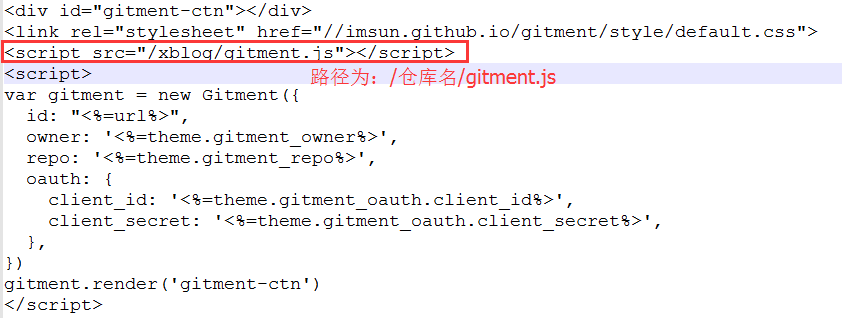 <div id="gitment-ctn"></div>
<link rel="stylesheet" href="//imsun.github.io/gitment/style/default.css">
<script src="/xblog/gitment.js"></script>
<script>
路径为：/仓库名/gitment.js
var gitment = new Gitment({
  id: "<%=url%>",
  owner: '<%=theme.gitment_owner%>',
  repo: '<%=theme.gitment_repo%>',
  oauth: {
    client_id: '<%=theme.gitment_oauth.client_id%>',
    client_secret: '<%=theme.gitment_oauth.client_secret%>',
  },
})
gitment.render('gitment-ctn')
</script>